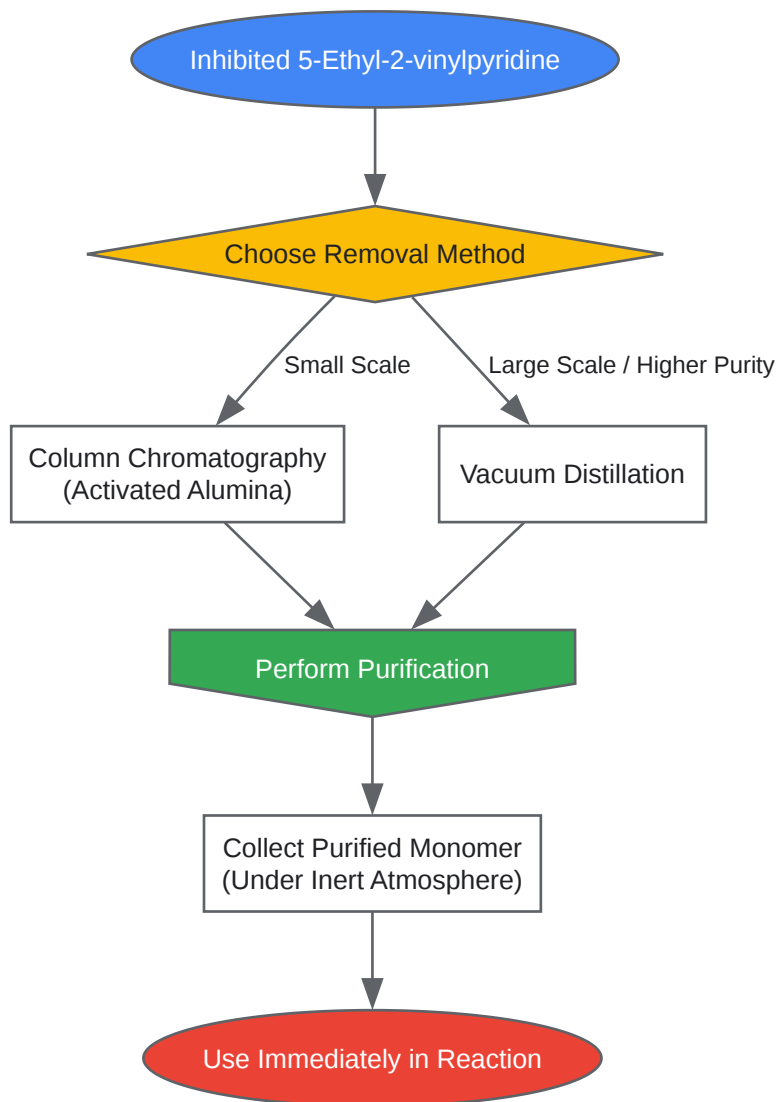 Inhibited 5-Ethyl-2-vinylpyridine
Choose Removal Method
Small Scale
Large Scale / Higher Purity
Column Chromatography
(Activated Alumina)
Vacuum Distillation
Perform Purification
Collect Purified Monomer
(Under Inert Atmosphere)
Use Immediately in Reaction